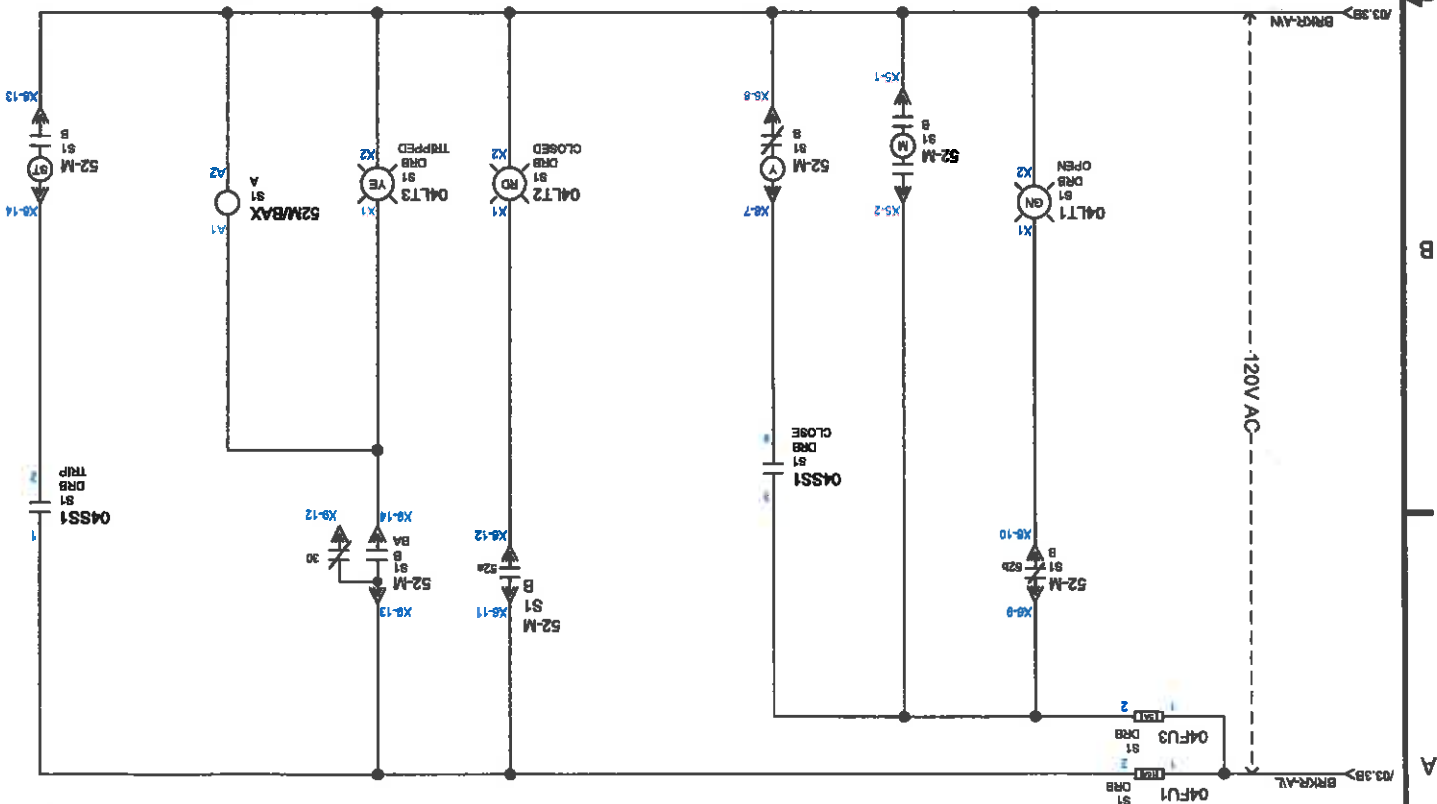 A
/03.3B
BRKR-AL
04FU1
S1
DRB
1
2
04FU3
S1
DRB
1
2
120V AC
X6-9
52-M
S1
B
52b
X6-10
X1
04LT1
S1
DRB
OPEN
GN
X2
X5-2
52-M
S1
B
M
X5-1
04SS1
S1
DRB
CLOSE
X6-7
52-M
S1
B
Y
X6-8
X6-11
52-M
S1
B
52a
X6-12
X1
04LT2
S1
DRB
CLOSED
RD
X2
X9-13
52-M
S1
B
BA
30
X9-14
X9-12
X1
04LT3
S1
DRB
TRIPPED
YE
X2
A1
52M/BAX
S1
A
A2
1
04SS1
S1
DRB
TRIP
2
X6-14
52-M
S1
B
ST
X6-13
B
/03.3B
BRKR-AW